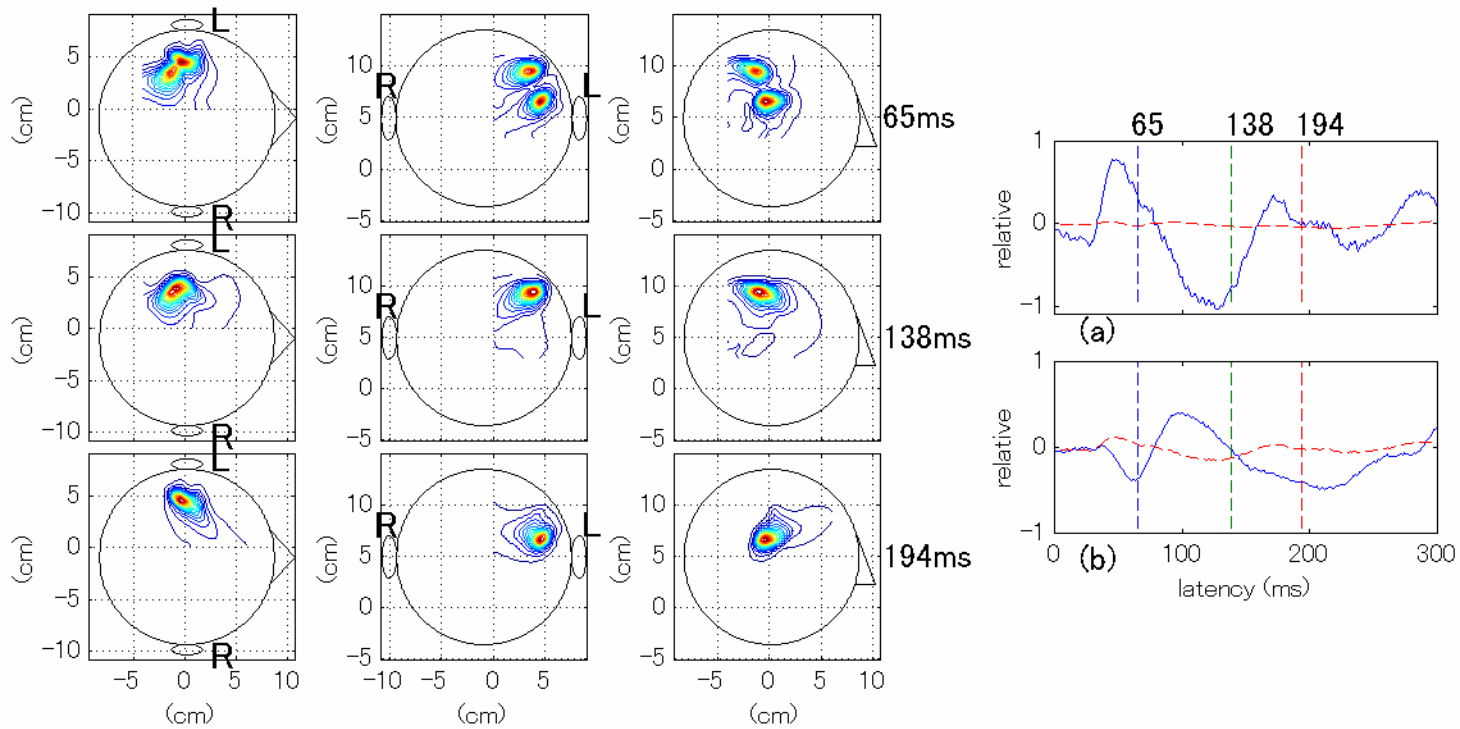 L
5
0
−5
−10
(cm)
R
10
5
0
−5
(cm)
R
L
10
5
0
−5
(cm)
65ms
L
5
0
−5
−10
(cm)
R
10
5
0
−5
(cm)
R
L
10
5
0
−5
(cm)
138ms
L
5
0
−5
−10
(cm)
R
−5 0 5 10
(cm)
10
5
0
−5
(cm)
R
L
−10 −5 0 5
(cm)
10
5
0
−5
(cm)
194ms
−5 0 5 10
(cm)
65 138 194
1
0
−1
relative
(a)
1
0
−1
relative
(b)
0 100 200 300
latency (ms)